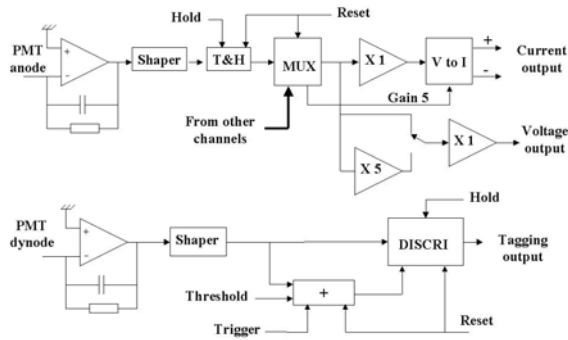 Hold
Reset
PMT
anode
+
-
Shaper
T&H
MUX
X 1
V to I
+
-
Current
output
Gain 5
From other
channels
X 5
X 1
Voltage
output
PMT
dynode
+
-
Shaper
Hold
DISCRI
Tagging
output
Threshold
+
Trigger
Reset